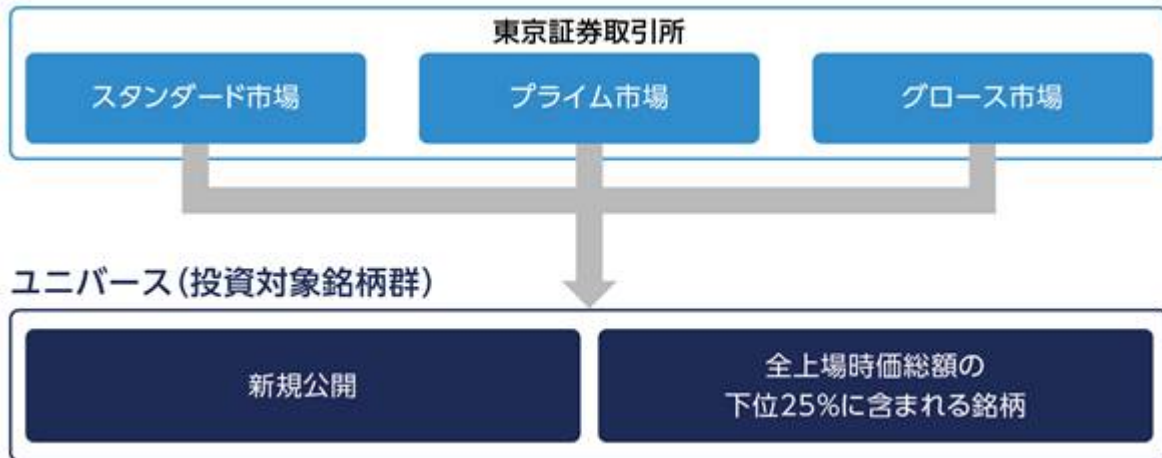 東京証券取引所
スタンダード市場
プライム市場
グロース市場
ユニバース(投資対象銘柄群)
新規公開
全上場時価総額の
下位25%に含まれる銘柄